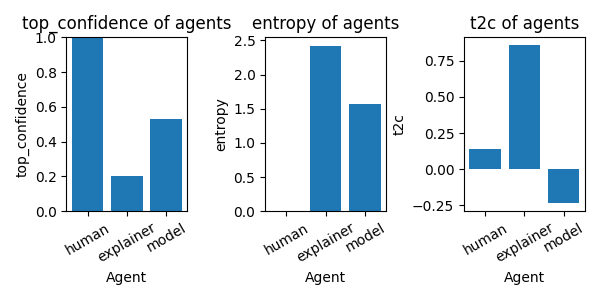 top_confidence of agents
top_confidence
1.0
0.8
0.6
0.4
0.2
0.0
human
explainer
model
Agent
entropy of agents
entropy
2.5
2.0
1.5
1.0
0.5
0.0
human
explainer
model
Agent
t2c of agents
t2c
0.75
0.50
0.25
0.00
−0.25
human
explainer
model
Agent